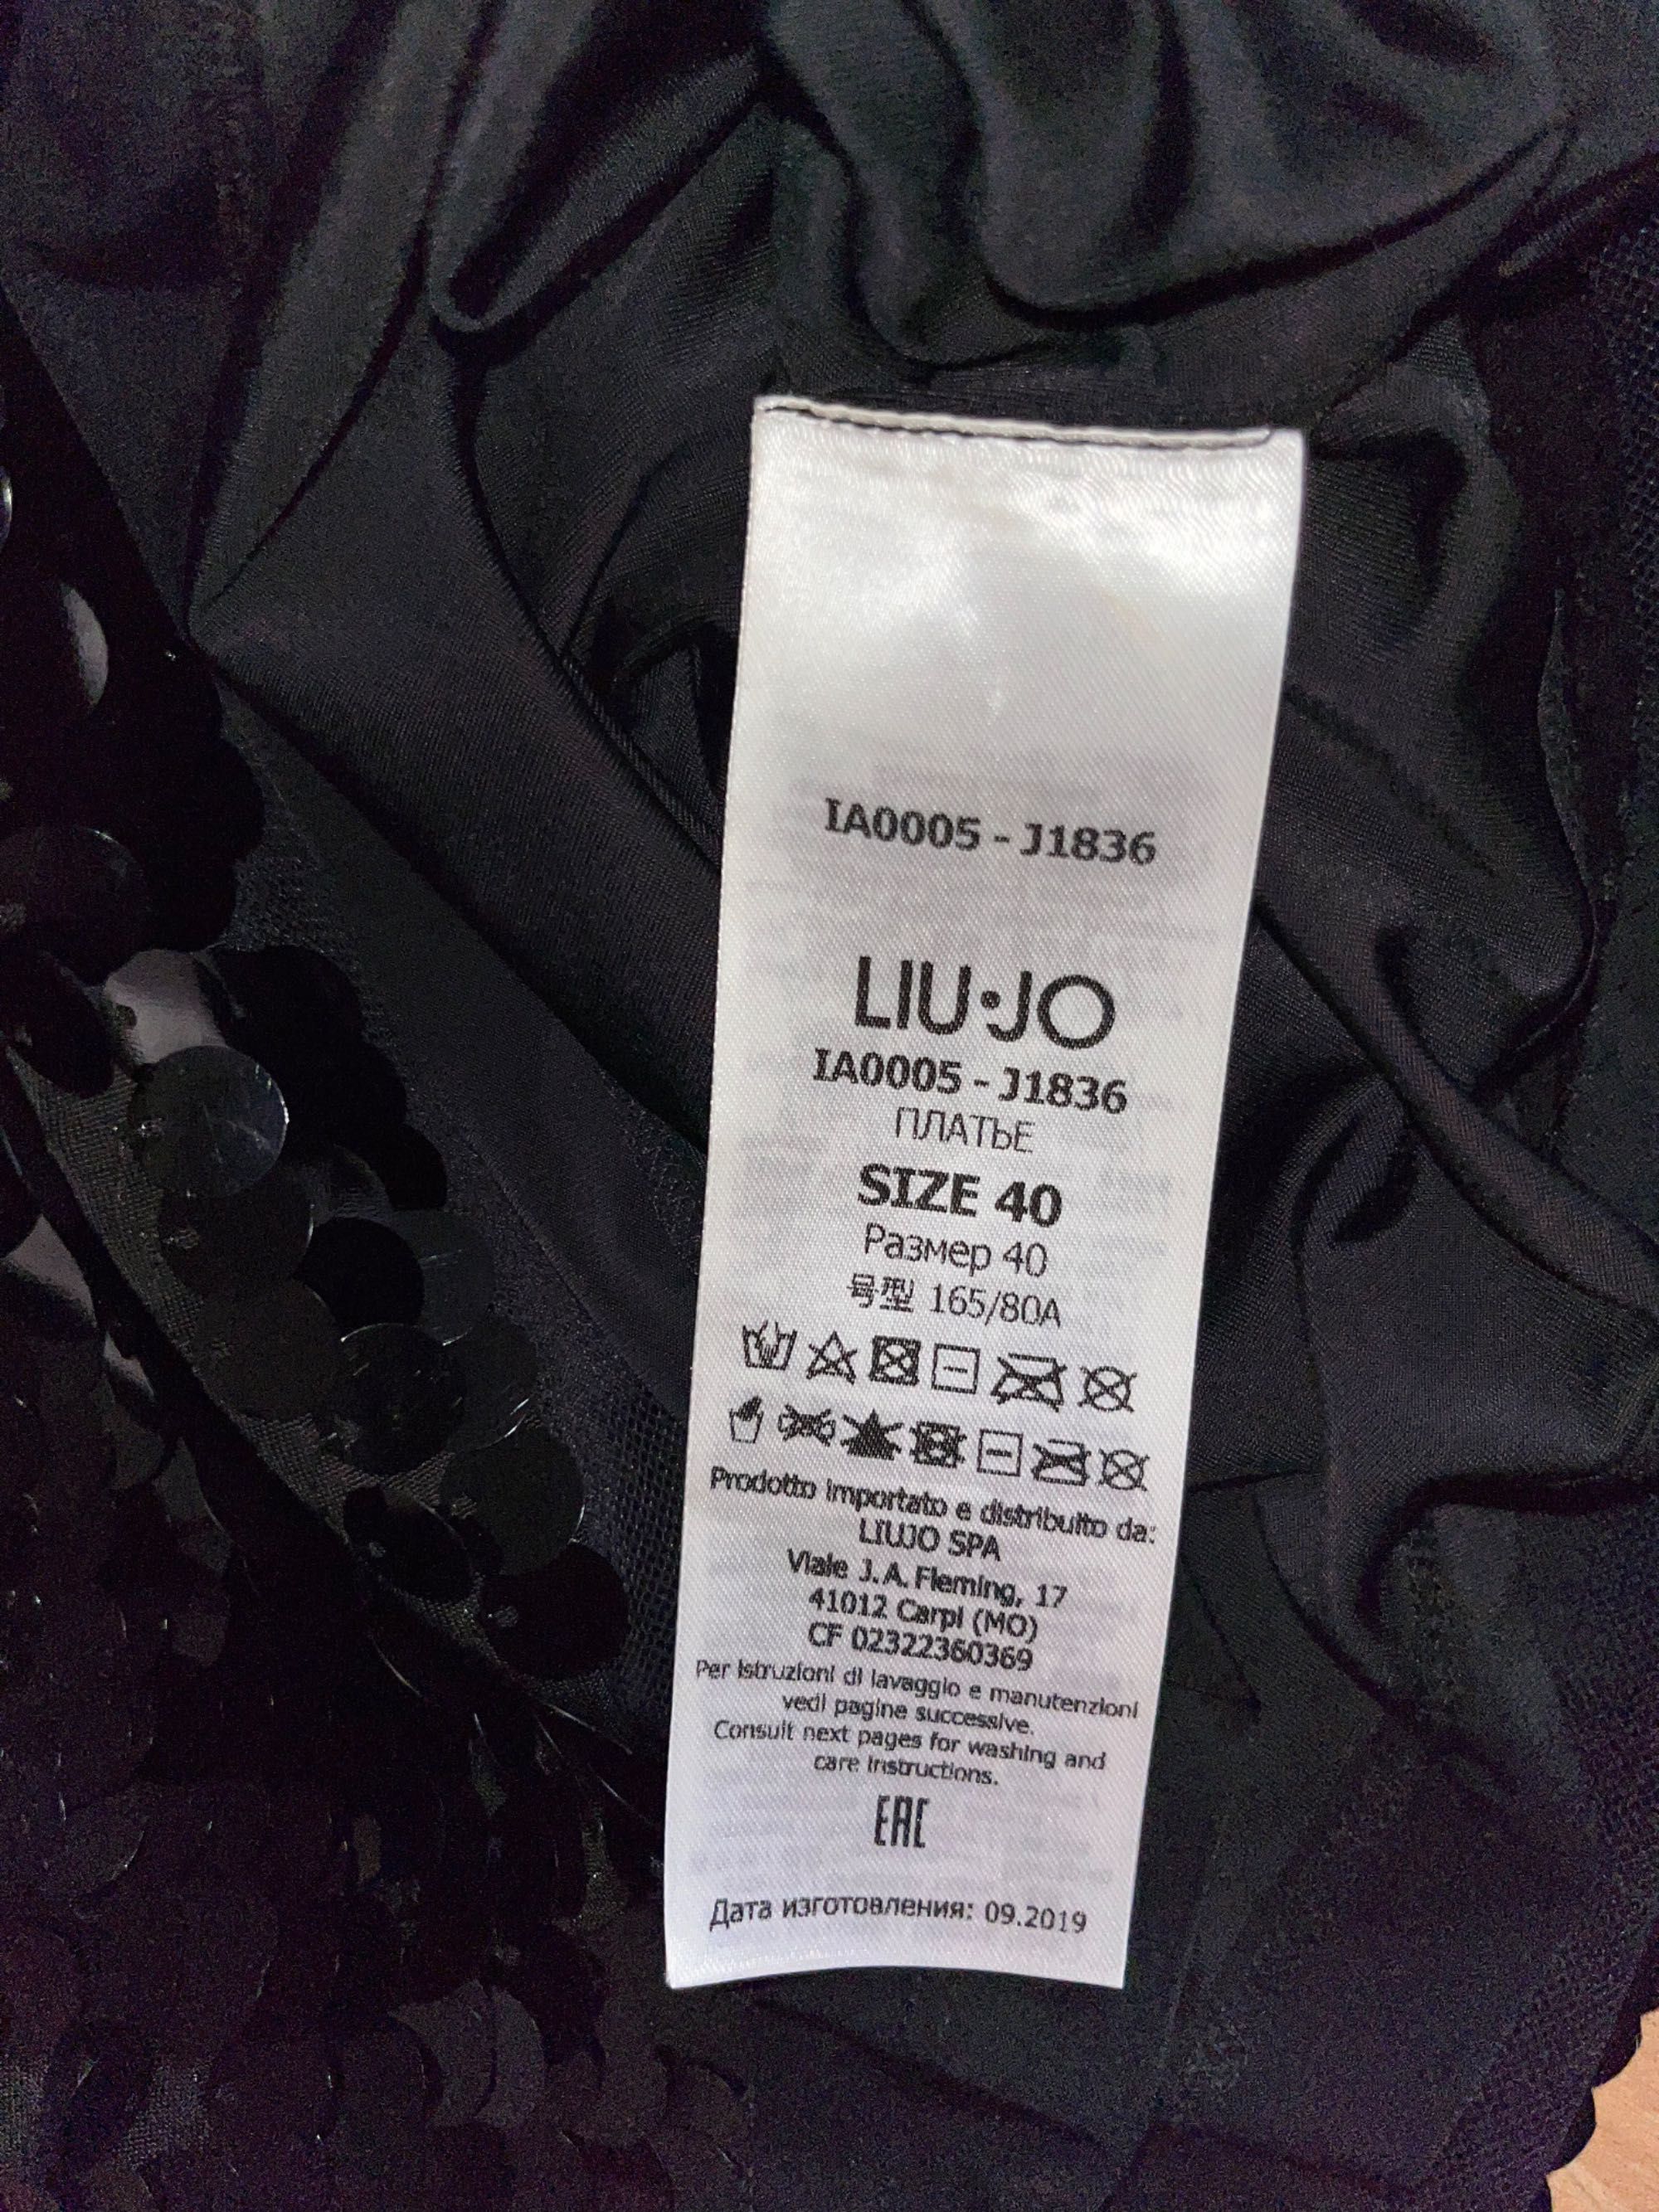 IA0005 - J1836
LIU·JO
IA0005 - J1836
ПЛАТЬЕ
SIZE 40
Размер 40
号型 165/80A
Prodotto importato e distribuito da:
LIUJO SPA
Viale J.A. Fleming, 17
41012 Carpi (MO)
CF 02322360369
Per istruzioni di lavaggio e manutenzioni
vedi pagine successive.
Consult next pages for washing and
care instructions.
EAC
Дата изготовления: 09.2019